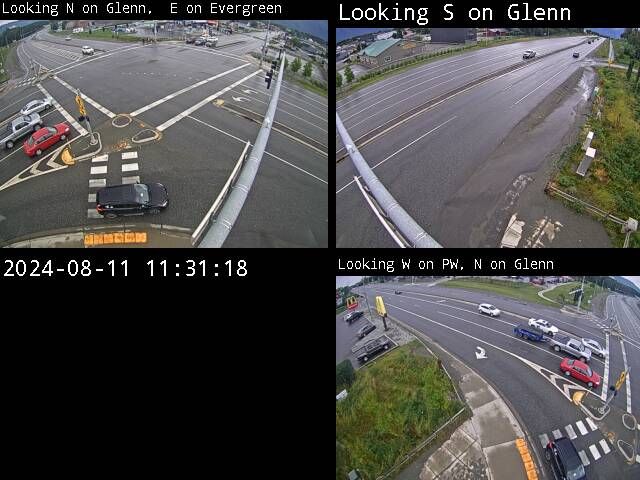 Looking N on Glenn, E on Evergreen
Looking S on Glenn
2024-08-11 11:31:18
Looking W on PW, N on Glenn